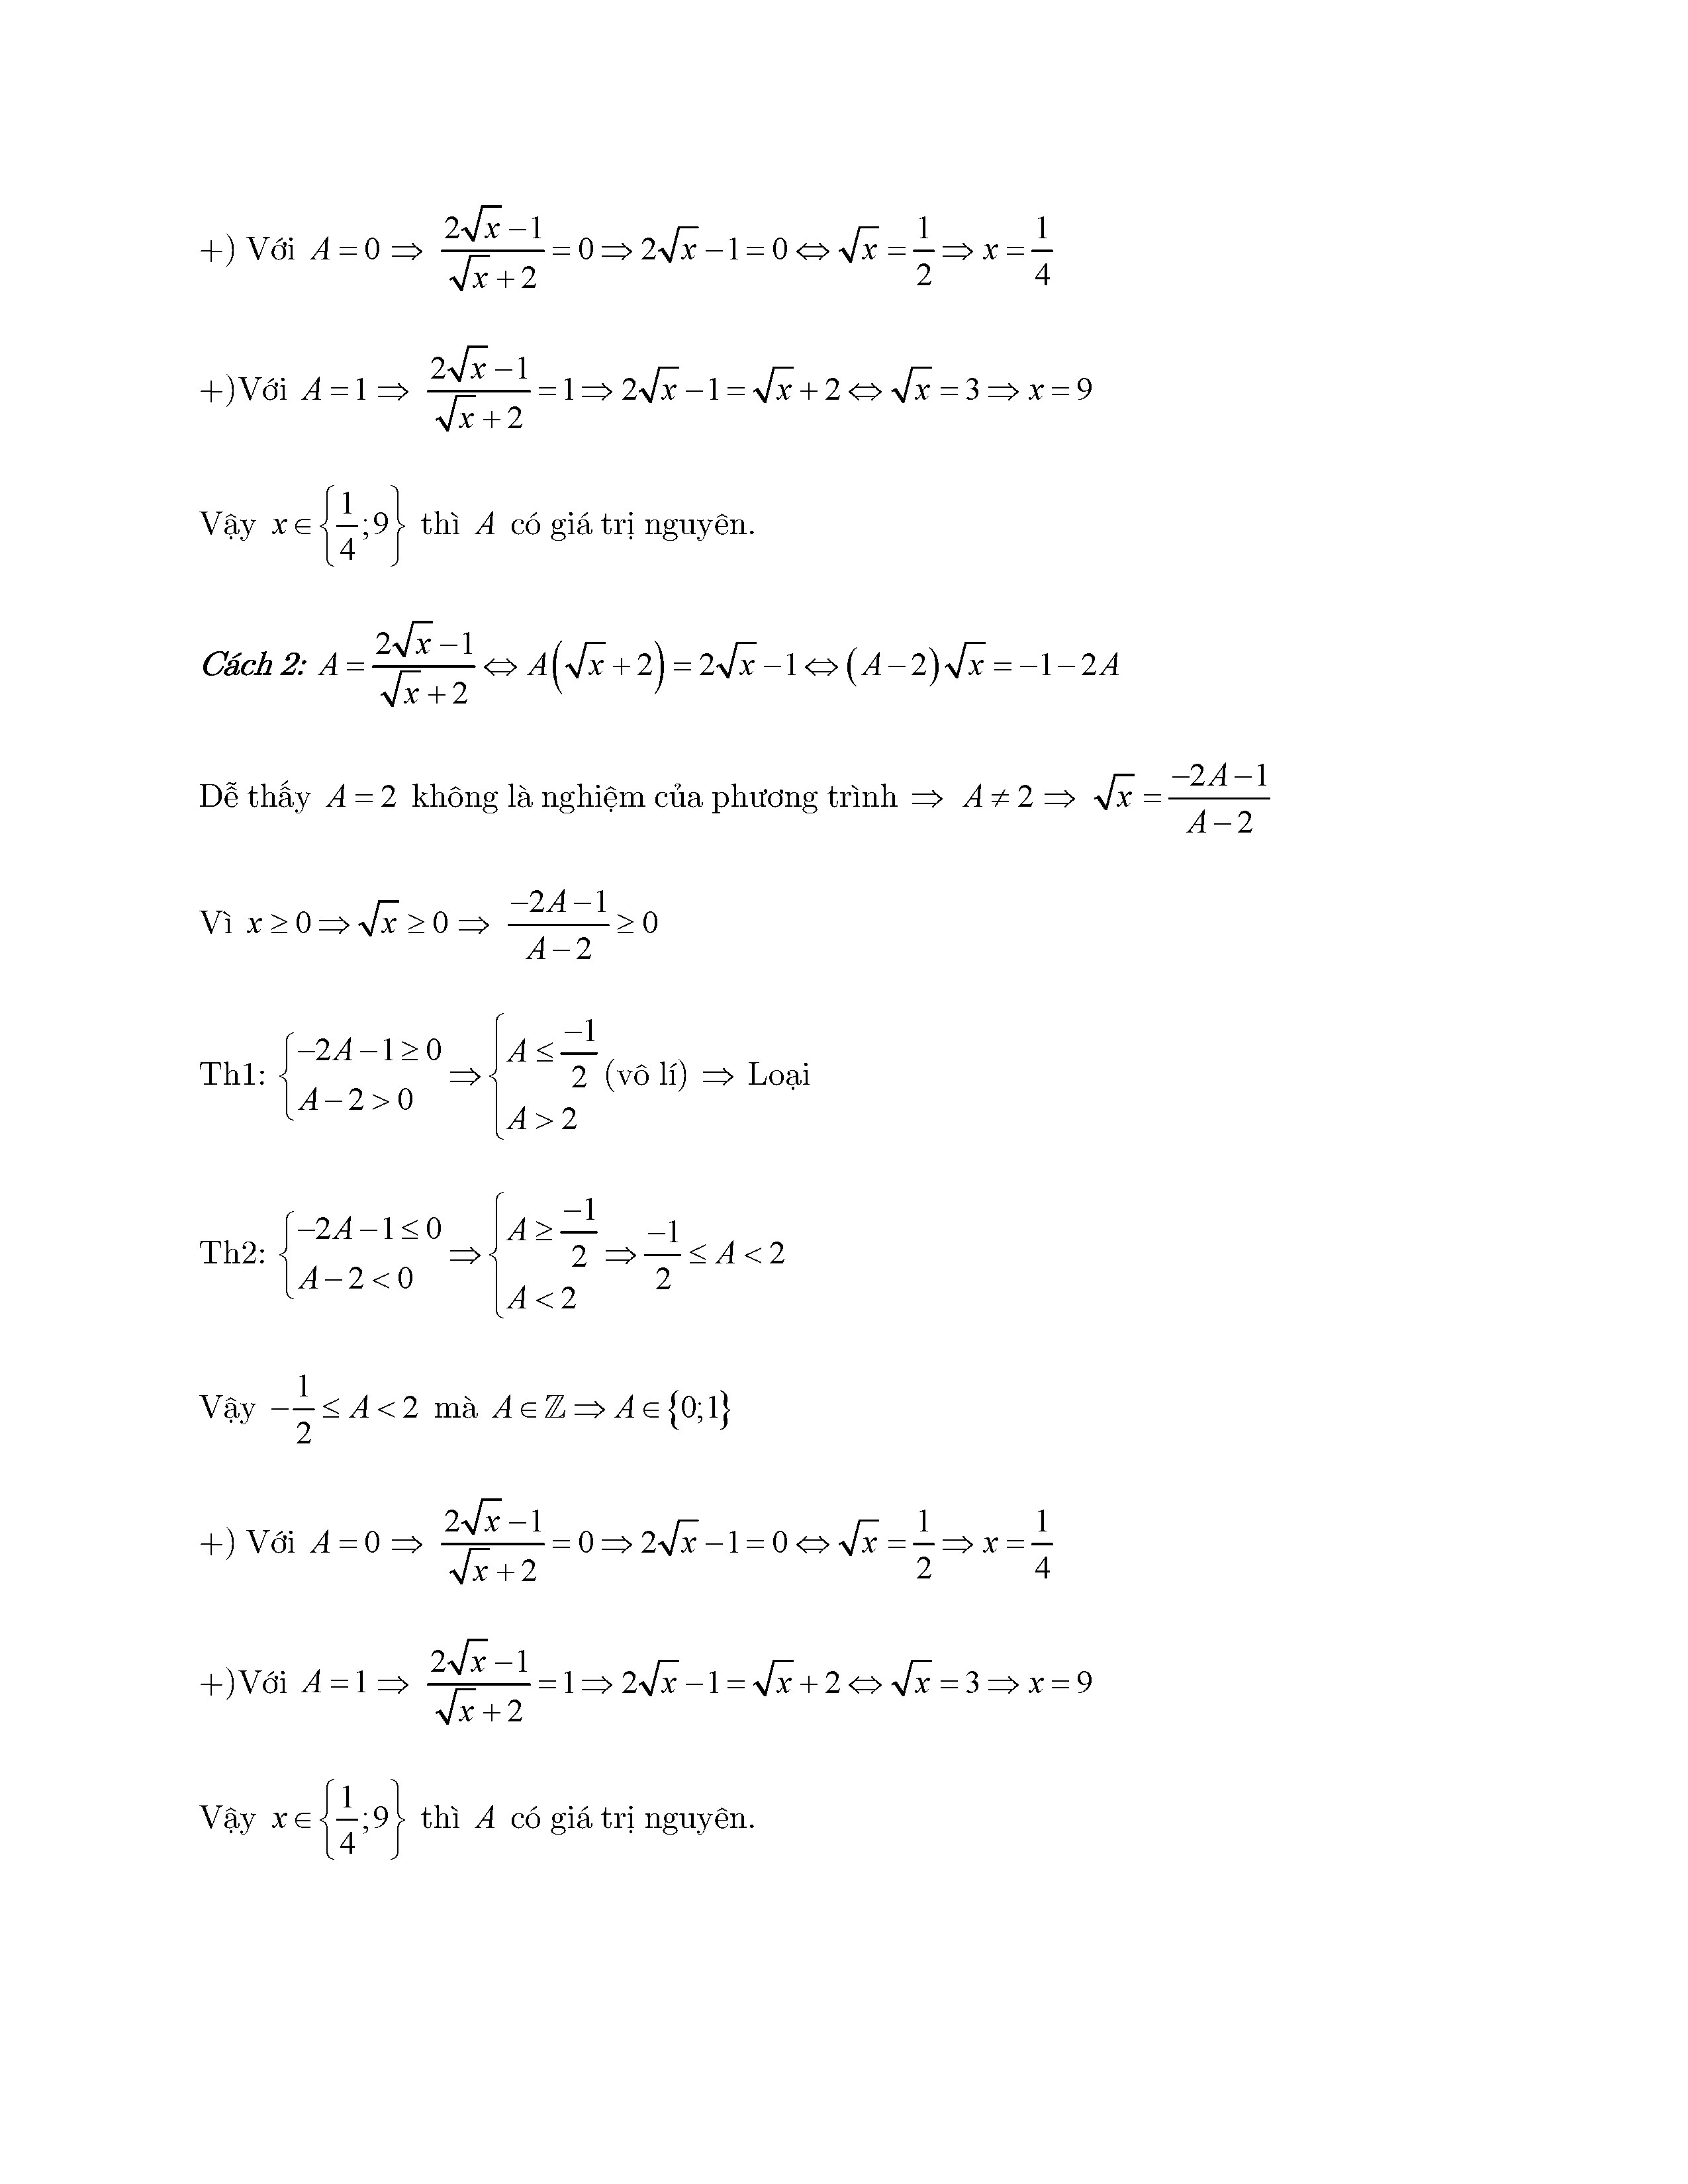 +) Với $A=0 \Rightarrow \frac{2\sqrt{x}-1}{\sqrt{x}+2}=0 \Rightarrow 2\sqrt{x}-1=0 \Leftrightarrow \sqrt{x}=\frac{1}{2} \Rightarrow x=\frac{1}{4}$
+)Với $A=1 \Rightarrow \frac{2\sqrt{x}-1}{\sqrt{x}+2}=1 \Rightarrow 2\sqrt{x}-1=\sqrt{x}+2 \Leftrightarrow \sqrt{x}=3 \Rightarrow x=9$
Vậy $x \in \left\{\frac{1}{4};9\right\}$ thì $A$ có giá trị nguyên.
Cách 2: $A=\frac{2\sqrt{x}-1}{\sqrt{x}+2} \Leftrightarrow A\left(\sqrt{x}+2\right)=2\sqrt{x}-1 \Leftrightarrow (A-2)\sqrt{x}=-1-2A$
Dễ thấy $A=2$ không là nghiệm của phương trình $\Rightarrow A \neq 2 \Rightarrow \sqrt{x}=\frac{-2A-1}{A-2}$
Vì $x \geq 0 \Rightarrow \sqrt{x} \geq 0 \Rightarrow \frac{-2A-1}{A-2} \geq 0$
Th1: $\begin{cases} -2A-1 \geq 0 \\ A-2>0 \end{cases} \Rightarrow \begin{cases} A \leq \frac{-1}{2} \\ A>2 \end{cases}$ (vô lí) $\Rightarrow$ Loại
Th2: $\begin{cases} -2A-1 \leq 0 \\ A-2<0 \end{cases} \Rightarrow \begin{cases} A \geq \frac{-1}{2} \\ A<2 \end{cases} \Rightarrow \frac{-1}{2} \leq A<2$
Vậy $-\frac{1}{2} \leq A<2$ mà $A \in \mathbb{Z} \Rightarrow A \in \{0;1\}$
+) Với $A=0 \Rightarrow \frac{2\sqrt{x}-1}{\sqrt{x}+2}=0 \Rightarrow 2\sqrt{x}-1=0 \Leftrightarrow \sqrt{x}=\frac{1}{2} \Rightarrow x=\frac{1}{4}$
+)Với $A=1 \Rightarrow \frac{2\sqrt{x}-1}{\sqrt{x}+2}=1 \Rightarrow 2\sqrt{x}-1=\sqrt{x}+2 \Leftrightarrow \sqrt{x}=3 \Rightarrow x=9$
Vậy $x \in \left\{\frac{1}{4};9\right\}$ thì $A$ có giá trị nguyên.